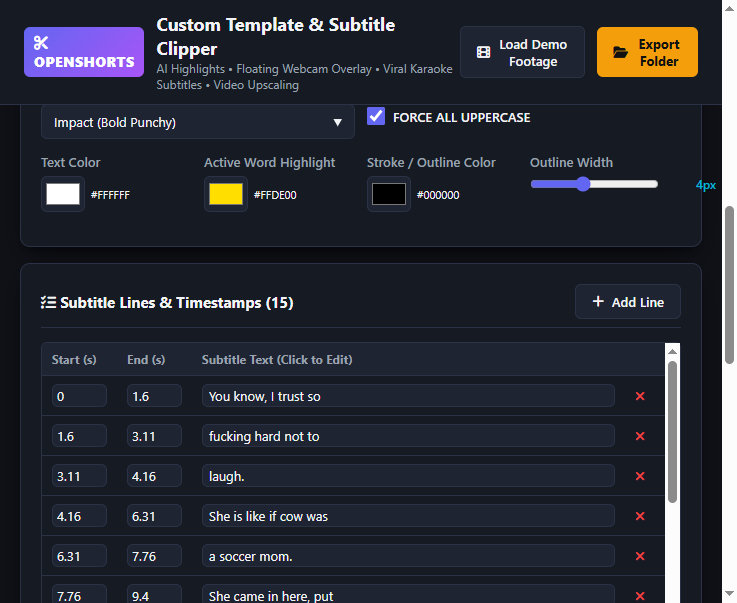 OPENSHORTS
Custom Template & Subtitle
Clipper
AI Highlights • Floating Webcam Overlay • Viral Karaoke
Subtitles • Video Upscaling
Load Demo
Footage
Export
Folder
Impact (Bold Punchy)
FORCE ALL UPPERCASE
Text Color
Active Word Highlight
Stroke / Outline Color
Outline Width
#FFFFFF
#FFDE00
#000000
4px
Subtitle Lines & Timestamps (15)
+ Add Line
Start (s) End (s) Subtitle Text (Click to Edit)
0 1.6 You know, I trust so
1.6 3.11 fucking hard not to
3.11 4.16 laugh.
4.16 6.31 She is like if cow was
6.31 7.76 a soccer mom.
7.76 9.4 She came in here, put